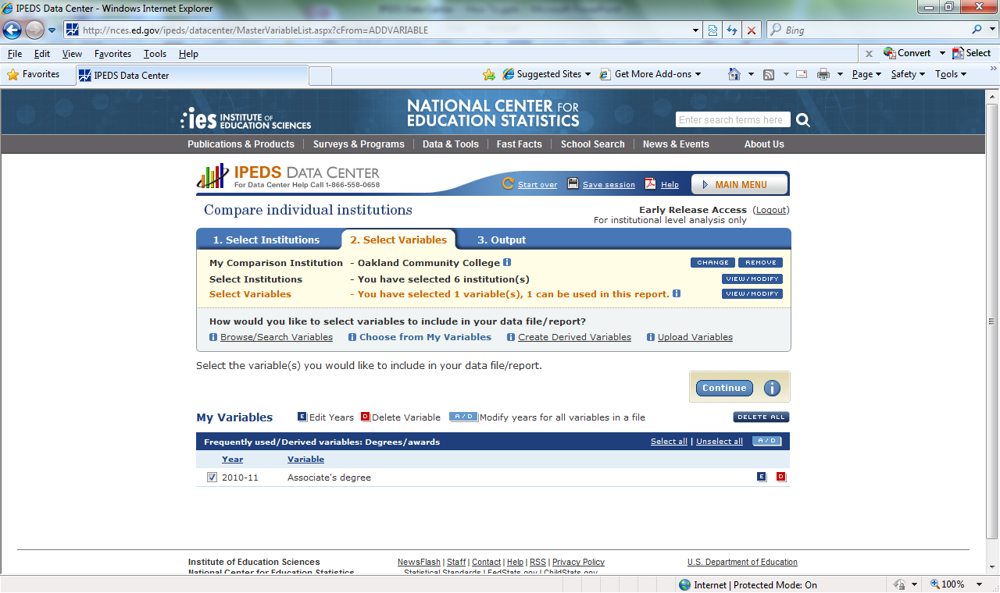 IPEDS Data Center - Windows Internet Explorer
http://nces.ed.gov/ipeds/datacenter/MasterVariableList.aspx?cFrom=ADDVARIABLE
Bing
File Edit View Favorites Tools Help
x Convert Select
Favorites IPEDS Data Center Suggested Sites Get More Add-ons Page Safety Tools
ies INSTITUTE OF EDUCATION SCIENCES
NATIONAL CENTER FOR
EDUCATION STATISTICS
Enter search terms here
Publications & Products | Surveys & Programs | Data & Tools | Fast Facts | School Search | News & Events About Us
IPEDS DATA CENTER
For Data Center Help Call 1-866-558-0658
Start over Save session Help MAIN MENU
Compare individual institutions
Early Release Access (Logout)
For institutional level analysis only
1. Select Institutions 2. Select Variables 3. Output
My Comparison Institution - Oakland Community College i CHANGE REMOVE
Select Institutions - You have selected 6 institution(s) VIEW/MODIFY
Select Variables - You have selected 1 variable(s), 1 can be used in this report. i VIEW/MODIFY
How would you like to select variables to include in your data file/report?
i Browse/Search Variables i Choose from My Variables i Create Derived Variables i Upload Variables
Select the variable(s) you would like to include in your data file/report.
Continue i
My Variables E Edit Years D Delete Variable A/D Modify years for all variables in a file DELETE ALL
Frequently used/Derived variables: Degrees/awards Select all | Unselect all A/D
Year Variable
2010-11 Associate's degree E D
Institute of Education Sciences NewsFlash | Staff | Contact | Help | RSS | Privacy Policy U.S. Department of Education
National Center for Education Statistics Statistical Standards | FedStats.gov | ChildStats.gov
Internet | Protected Mode: On 100%